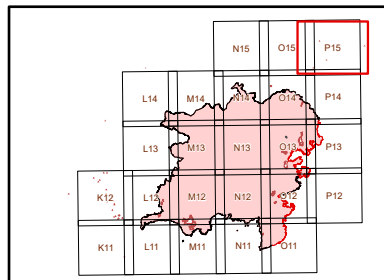 N15 O15 P15
L14 M14 N14 O14 P14
L13 M13 N13 O13 P13
K12 L12 M12 N12 O12 P12
K11 L11 M11 N11 O11